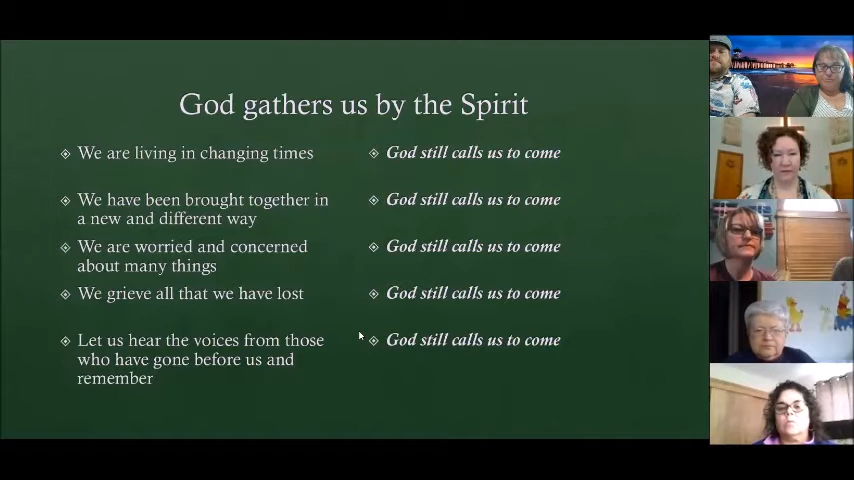 God gathers us by the Spirit
We are living in changing times
God still calls us to come
We have been brought together in
a new and different way
God still calls us to come
We are worried and concerned
about many things
God still calls us to come
We grieve all that we have lost
God still calls us to come
Let us hear the voices from those
who have gone before us and
remember
God still calls us to come